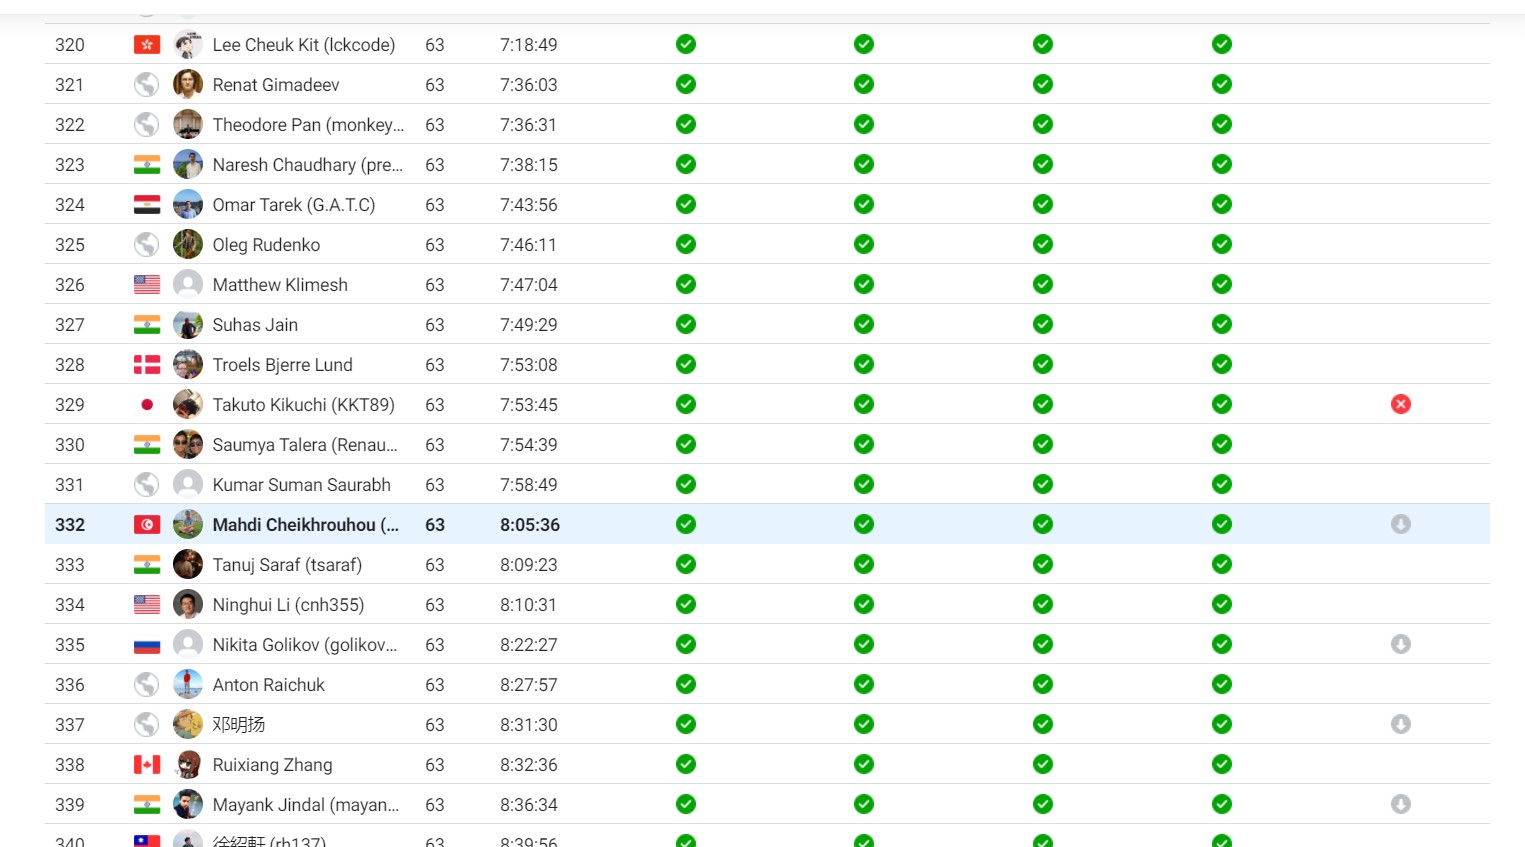 320 Lee Cheuk Kit (lckcode) 63 7:18:49
321 Renat Gimadeev 63 7:36:03
322 Theodore Pan (monkey... 63 7:36:31
323 Naresh Chaudhary (pre... 63 7:38:15
324 Omar Tarek (G.A.T.C) 63 7:43:56
325 Oleg Rudenko 63 7:46:11
326 Matthew Klimesh 63 7:47:04
327 Suhas Jain 63 7:49:29
328 Troels Bjerre Lund 63 7:53:08
329 Takuto Kikuchi (KKT89) 63 7:53:45
330 Saumya Talera (Renau... 63 7:54:39
331 Kumar Suman Saurabh 63 7:58:49
332 Mahdi Cheikhrouhou (... 63 8:05:36
333 Tanuj Saraf (tsaraf) 63 8:09:23
334 Ninghui Li (cnh355) 63 8:10:31
335 Nikita Golikov (golikov... 63 8:22:27
336 Anton Raichuk 63 8:27:57
337 邓明扬 63 8:31:30
338 Ruixiang Zhang 63 8:32:36
339 Mayank Jindal (mayan... 63 8:36:34
340 徐紹軒 (rh137) 63 8:39:56